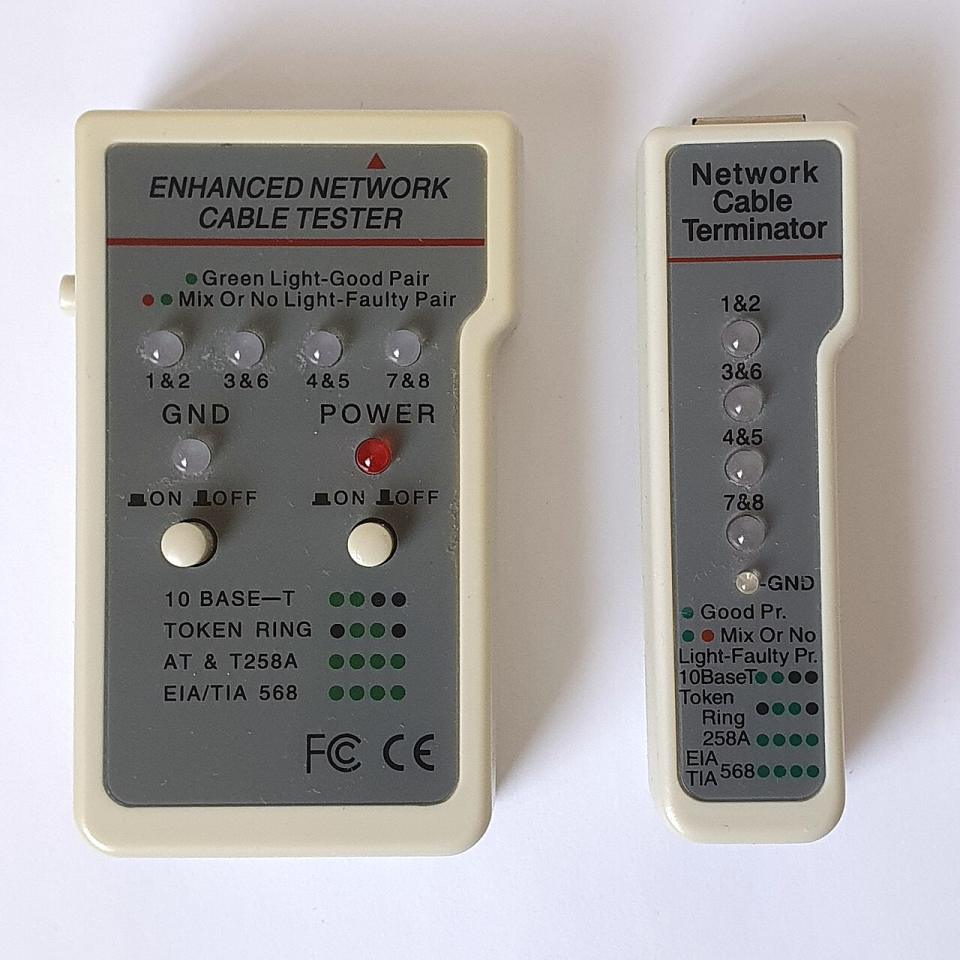 ENHANCED NETWORK
CABLE TESTER
Green Light-Good Pair
Mix Or No Light-Faulty Pair
1&2 3&6 4&5 7&8
GND POWER
ON OFF ON OFF
10 BASE—T
TOKEN RING
AT & T258A
EIA/TIA 568
FC CE
Network
Cable
Terminator
1&2
3&6
4&5
7&8
-GND
Good Pr.
Mix Or No
Light-Faulty Pr.
10BaseT
Token
Ring
258A
EIA
TIA 568